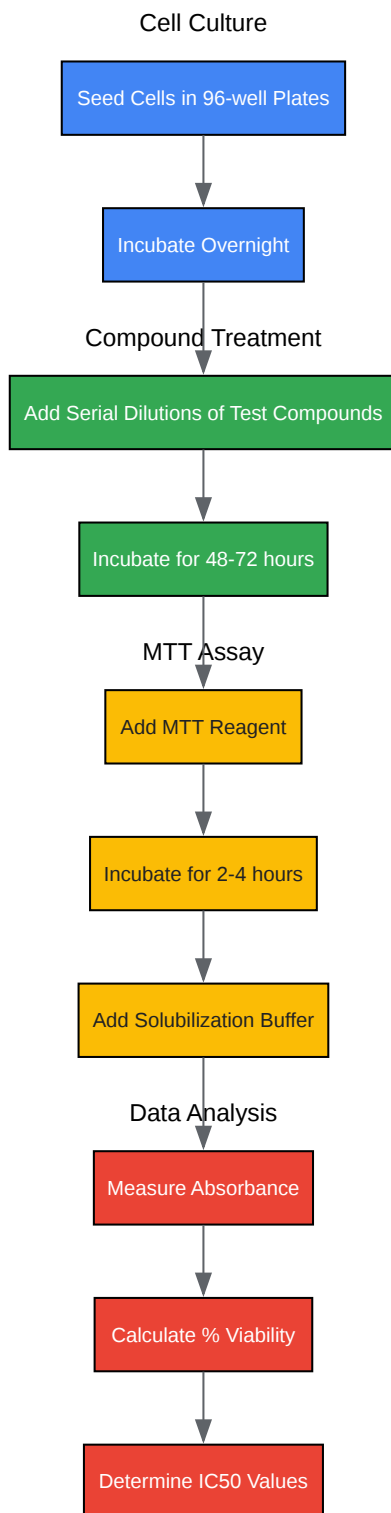 Cell Culture
Seed Cells in 96-well Plates
Incubate Overnight
Compound Treatment
Add Serial Dilutions of Test Compounds
Incubate for 48-72 hours
MTT Assay
Add MTT Reagent
Incubate for 2-4 hours
Add Solubilization Buffer
Data Analysis
Measure Absorbance
Calculate % Viability
Determine IC50 Values